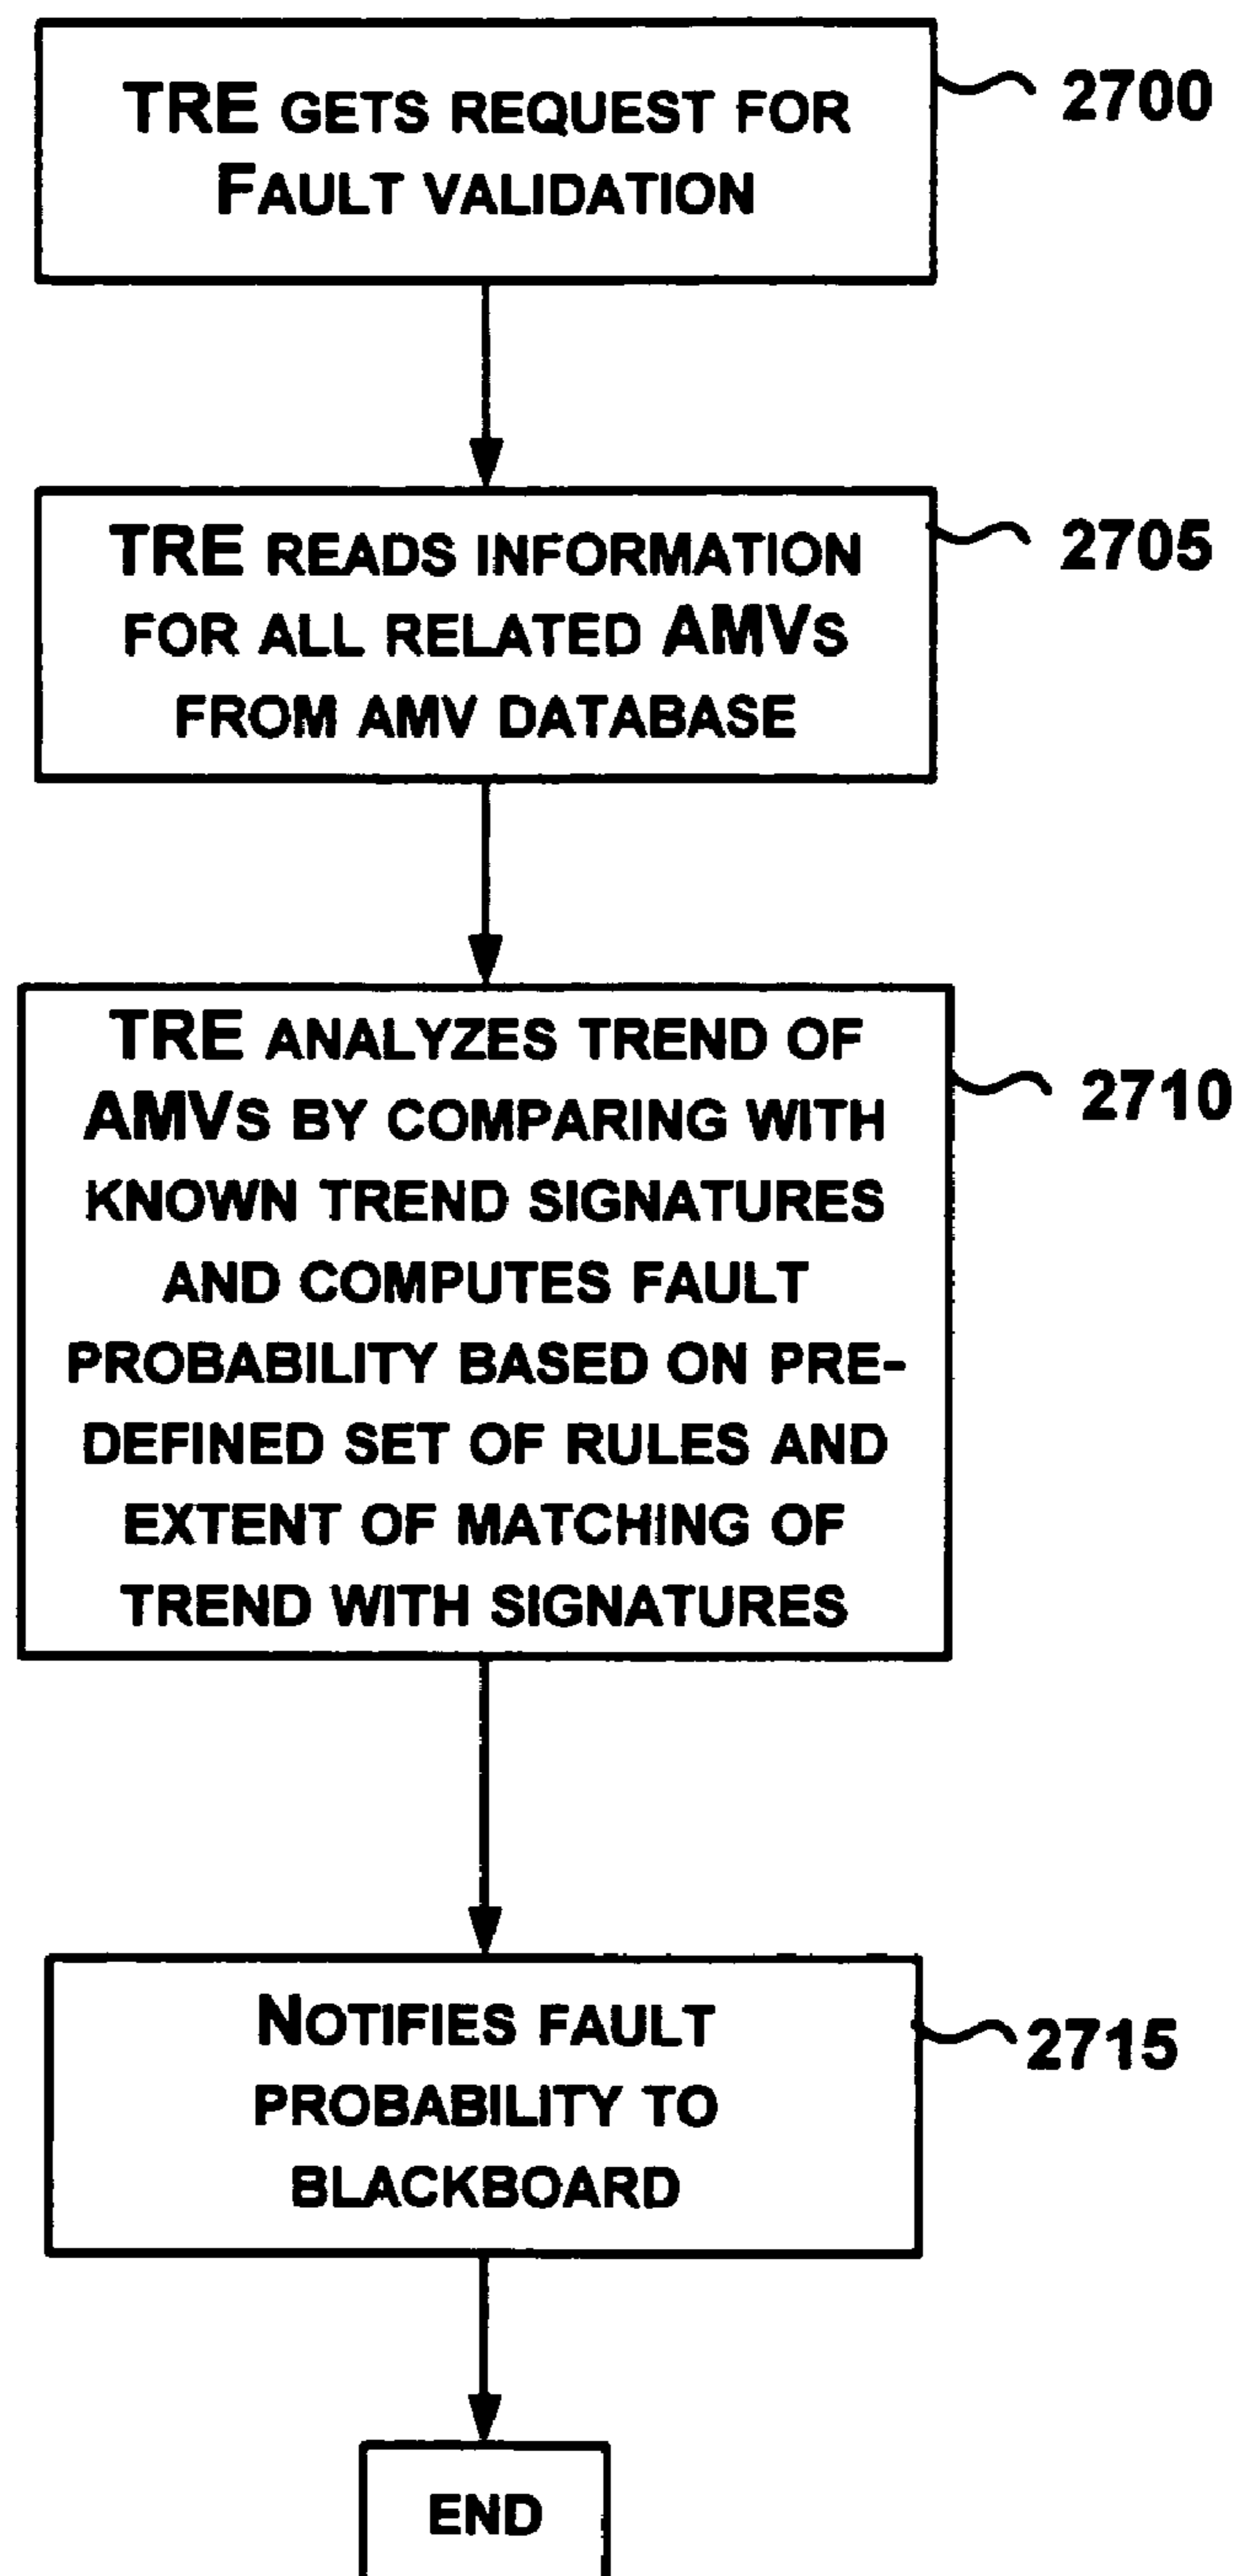 TRE GETS REQUEST FOR
FAULT VALIDATION
2700
TRE READS INFORMATION
FOR ALL RELATED AMVS
FROM AMV DATABASE
2705
TRE ANALYZES TREND OF
AMVS BY COMPARING WITH
KNOWN TREND SIGNATURES
AND COMPUTES FAULT
PROBABILITY BASED ON PRE-
DEFINED SET OF RULES AND
EXTENT OF MATCHING OF
TREND WITH SIGNATURES
2710
NOTIFIES FAULT
PROBABILITY TO
BLACKBOARD
2715
END